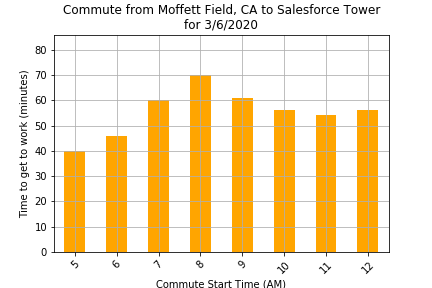 Commute from Moffett Field, CA to Salesforce Tower
for 3/6/2020
Time to get to work (minutes)
80
70
60
50
40
30
20
10
0
5 6 7 8 9 10 11 12
Commute Start Time (AM)